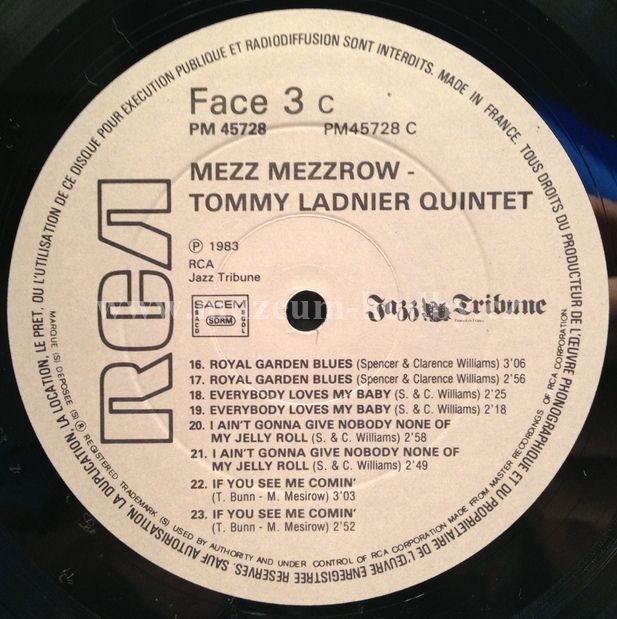 Face 3 C
PM 45728 PM45728 C
MEZZ MEZZROW -
TOMMY LADNIER QUINTET
RCA
℗ 1983
RCA
Jazz Tribune
SACEM
SACD
SDRM
SGDL
Jazz Tribune
16. ROYAL GARDEN BLUES (Spencer & Clarence Williams) 3'06
17. ROYAL GARDEN BLUES (Spencer & Clarence Williams) 2'56
18. EVERYBODY LOVES MY BABY (S. & C. Williams) 2'25
19. EVERYBODY LOVES MY BABY (S. & C. Williams) 2'18
20. I AIN'T GONNA GIVE NOBODY NONE OF
MY JELLY ROLL (S. & C. Williams) 2'58
21. I AIN'T GONNA GIVE NOBODY NONE OF
MY JELLY ROLL (S. & C. Williams) 2'49
22. IF YOU SEE ME COMIN'
(T. Bunn - M. Mesirow) 3'03
23. IF YOU SEE ME COMIN'
(T. Bunn - M. Mesirow) 2'52
MADE IN FRANCE. TOUS DROITS DU PRODUCTEUR DE L'ŒUVRE PHONOGRAPHIQUE ET DU PROPRIETAIRE DE L'ŒUVRE ENREGISTREE RESERVES. SAUF AUTORISATION, LA DUPLICATION, LA LOCATION, LE PRET, OU L'UTILISATION DE CE DISQUE POUR EXECUTION PUBLIQUE ET RADIODIFFUSION SONT INTERDITS.
MARQUE (S) DEPOSEE (S) ® REGISTERED TRADEMARK (S) USED BY AUTHORITY AND UNDER CONTROL OF RCA CORPORATION MADE FROM MASTER RECORDINGS OF RCA CORPORATION.